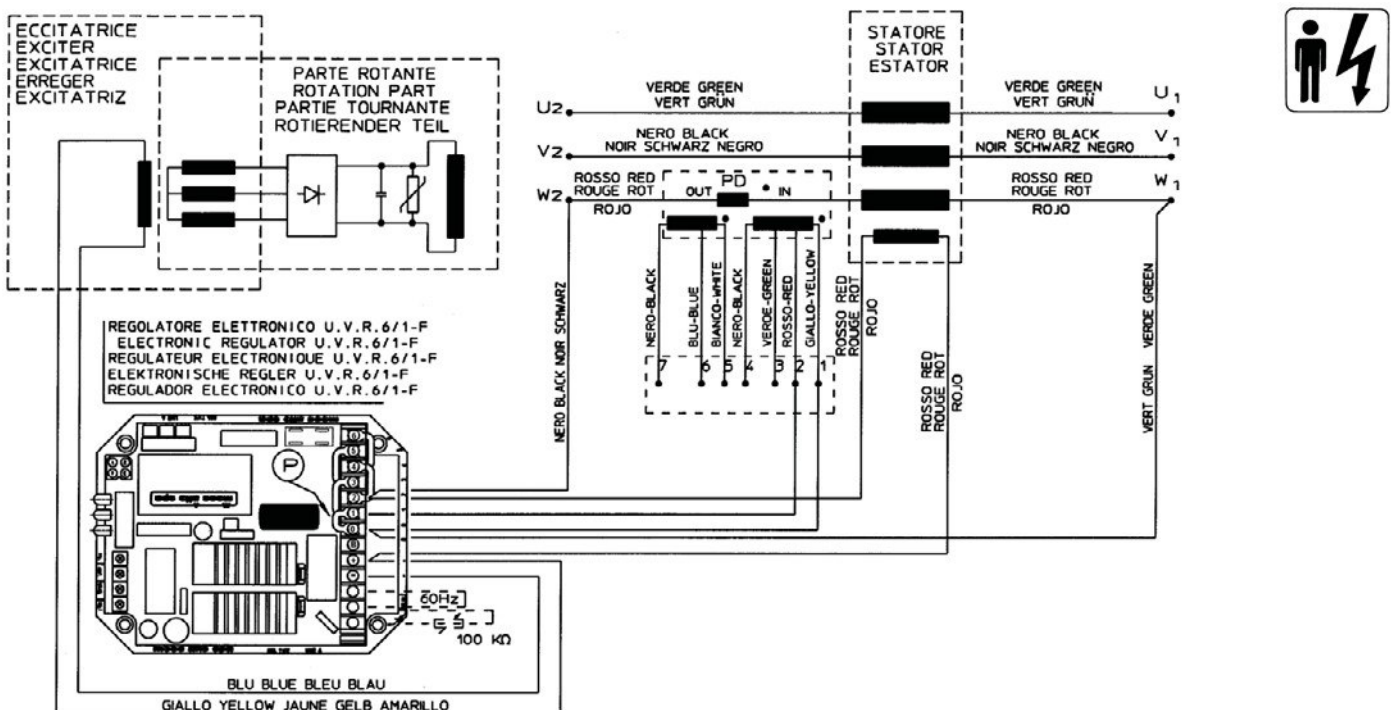 ECCITATRICE
EXCITER
EXCITATRICE
ERREGER
EXCITATRIZ
PARTE ROTANTE
ROTATION PART
PARTIE TOURNANTE
ROTIERENDER TEIL
STATORE
STATOR
ESTATOR
U2
VERDE GREEN
VERT GRÜN
VERDE GREEN
VERT GRUÑ
U1
V2
NERO BLACK
NOIR SCHWARZ NEGRO
NERO BLACK
NOIR SCHWARZ NEGRO
V1
W2
ROSSO RED
ROUGE ROT
ROJO
OUT PD IN
ROSSO RED
ROUGE ROT
ROJO
W1
NERO BLACK NOIR SCHWARZ
NERO-BLACK
BLU-BLUE
BIANCO-WHITE
NERO-BLACK
VERDE-GREEN
ROSSO-RED
GIALLO-YELLOW
ROSSO RED
ROUGE ROT
ROJO
7 6 5 4 3 2 1
ROSSO RED
ROUGE ROT
ROJO
VERT GRUN VERDE GREEN
REGOLATORE ELETTRONICO U.V.R.6/1-F
ELECTRONIC REGULATOR U.V.R.6/1-F
REGULATEUR ELECTRONIQUE U.V.R.6/1-F
ELEKTRONISCHE REGLER U.V.R.6/1-F
REGULADOR ELECTRONICO U.V.R.6/1-F
P
60Hz
100 KΩ
BLU BLUE BLEU BLAU
GIALLO YELLOW JAUNE GELB AMARILLO